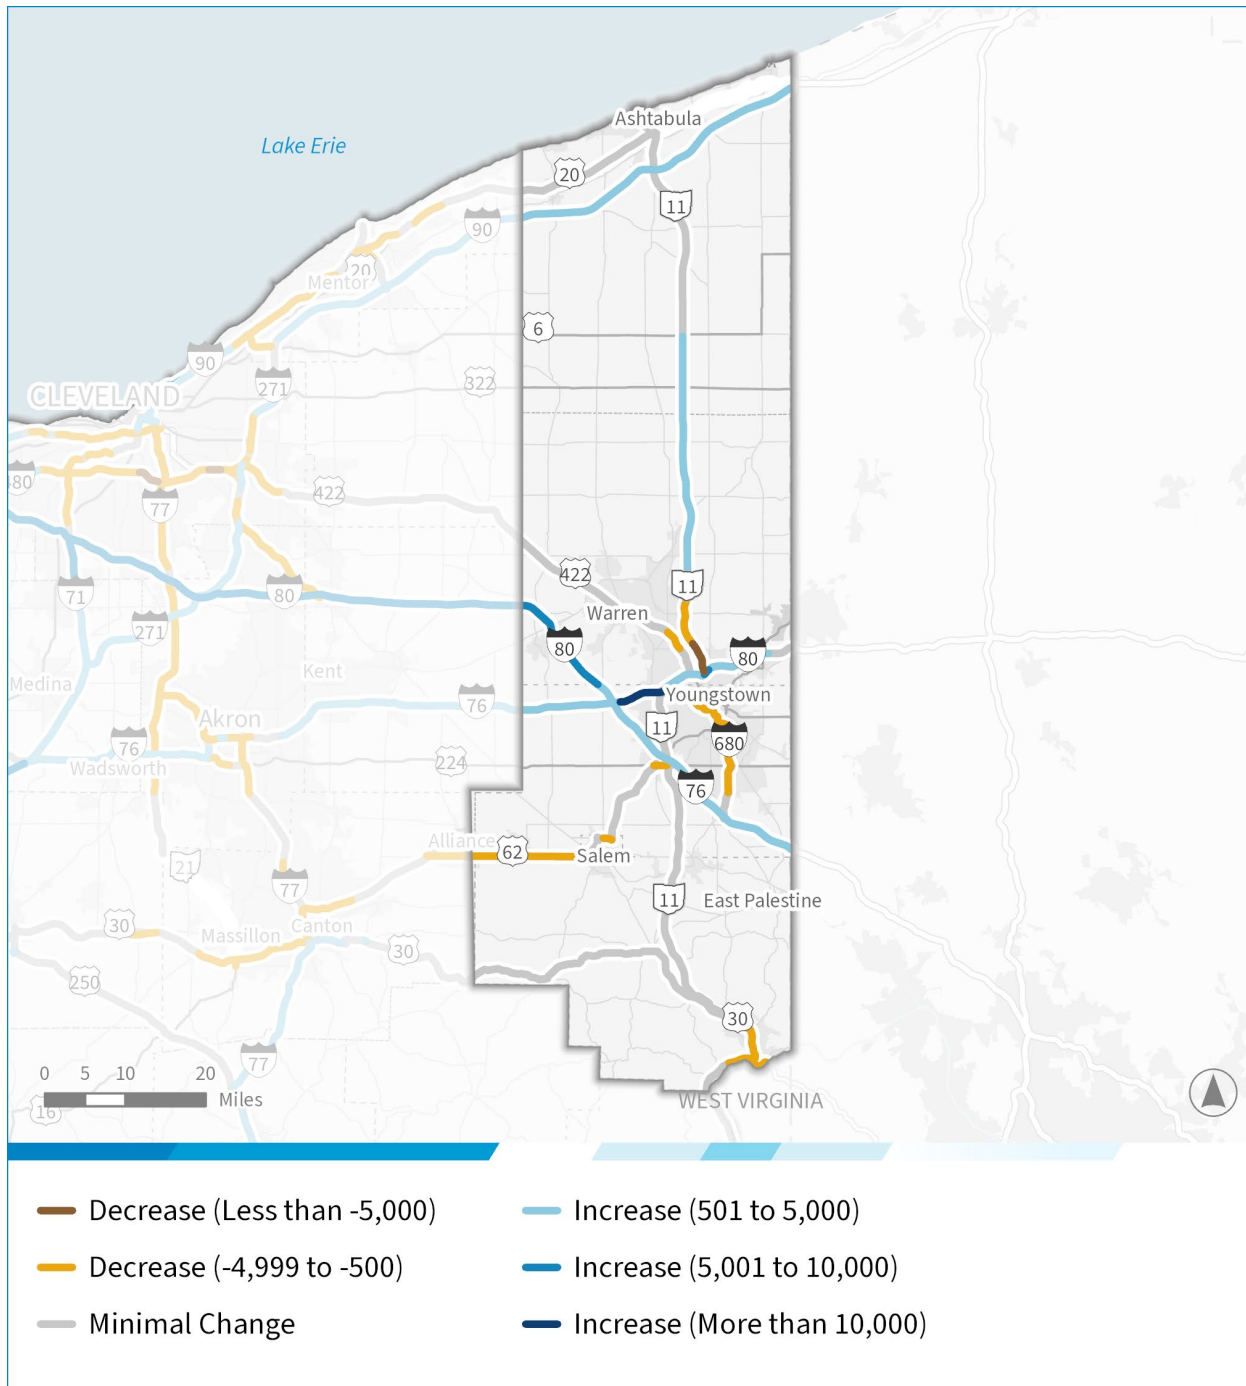 Ashtabula
Lake Erie
20
11
90
20
Mentor
6
90
271
322
CLEVELAND
480
77
422
422
11
71
80
Warren
271
80
80
Kent
Medina
76
Youngstown
Akron
11
76
680
Wadsworth
224
76
Alliance
62
Salem
21
77
11
East Palestine
30
Massillon
Canton
30
250
30
77
0 5 10 20
Miles
16
WEST VIRGINIA
Decrease (Less than -5,000)
Decrease (-4,999 to -500)
Minimal Change
Increase (501 to 5,000)
Increase (5,001 to 10,000)
Increase (More than 10,000)